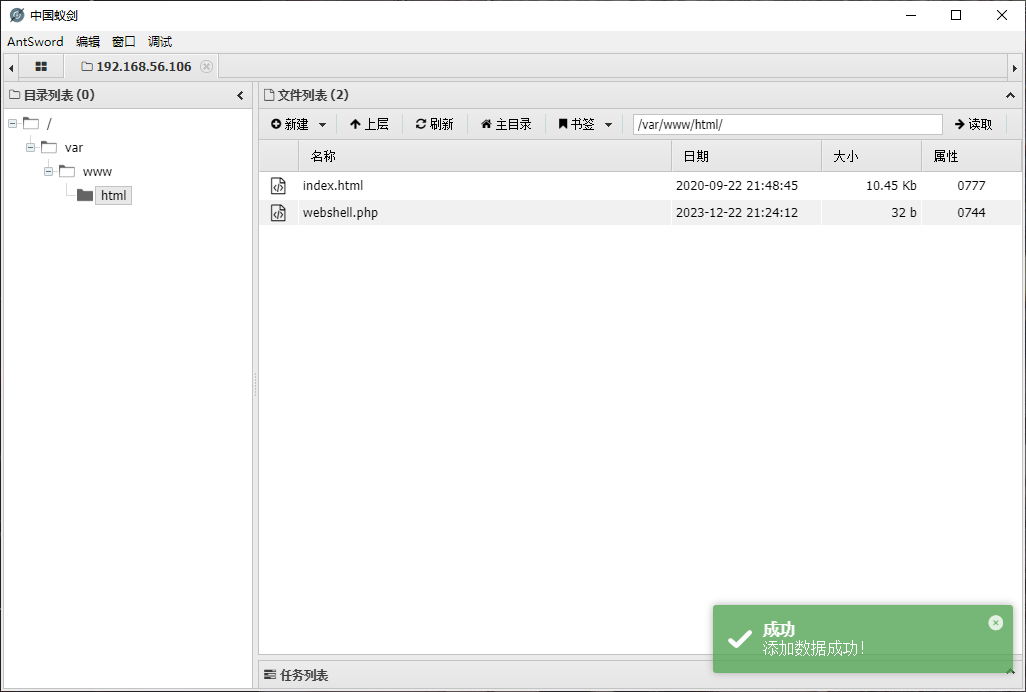 中国蚁剑
AntSword 编辑 窗口 调试
192.168.56.106
目录列表 (0)
/
var
www
html
文件列表 (2)
新建 上层 刷新 主目录 书签 /var/www/html/ 读取
名称 日期 大小 属性
index.html 2020-09-22 21:48:45 10.45 Kb 0777
webshell.php 2023-12-22 21:24:12 32 b 0744
成功
添加数据成功!
任务列表